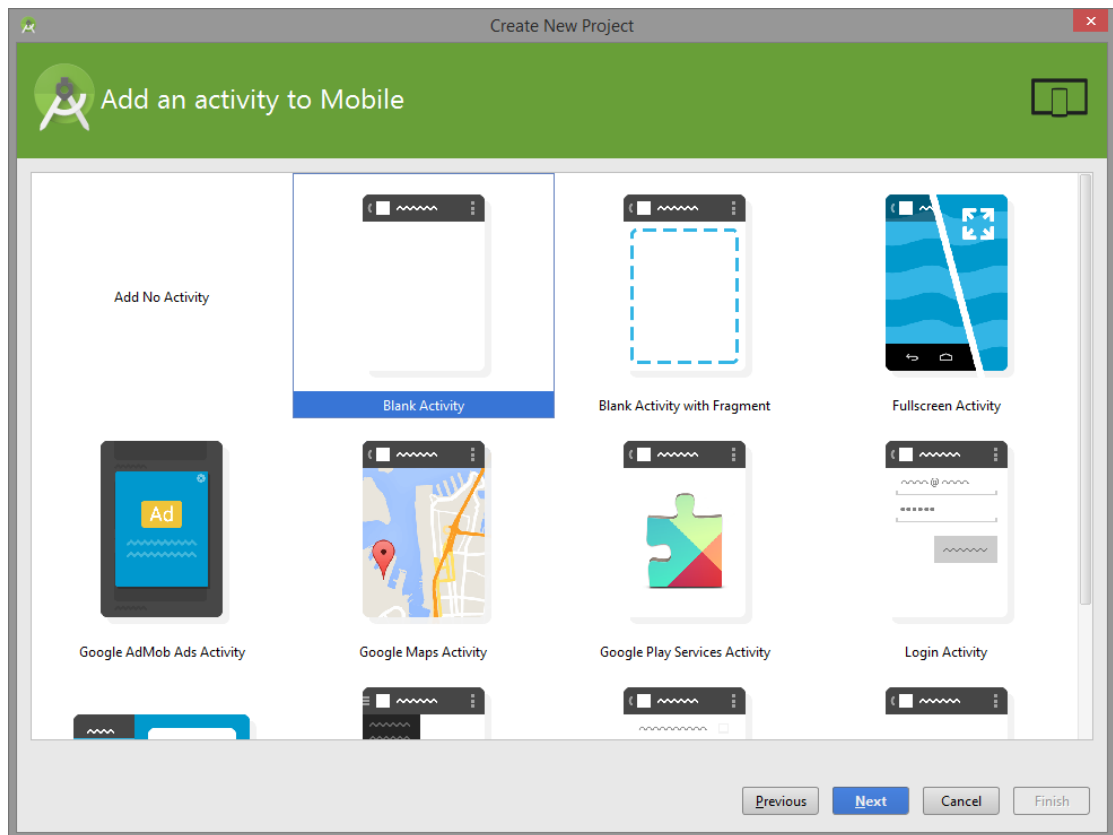 Create New Project
Add an activity to Mobile
Add No Activity
Blank Activity
Blank Activity with Fragment
Fullscreen Activity
Ad
@
Google AdMob Ads Activity
Google Maps Activity
Google Play Services Activity
Login Activity
Previous
Next
Cancel
Finish